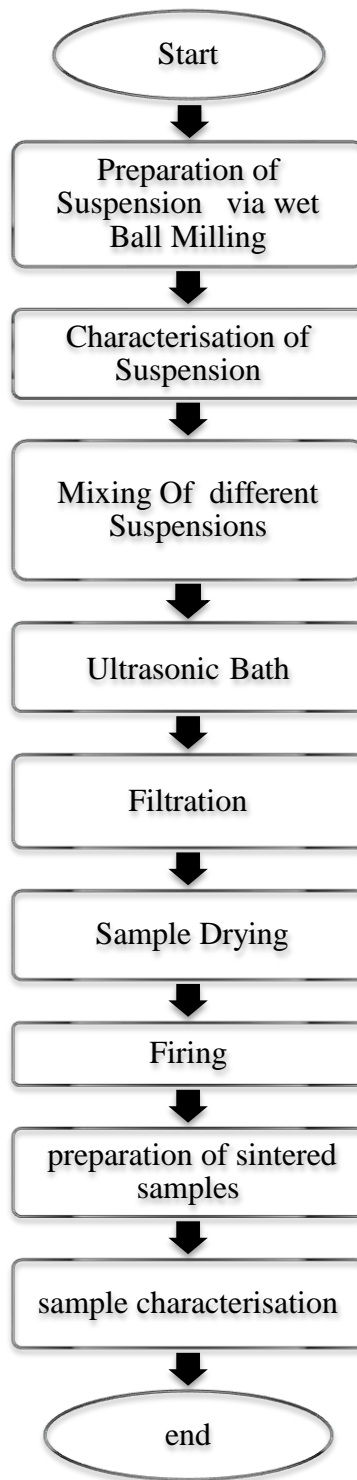 Start
Preparation of
Suspension via wet
Ball Milling
Characterisation of
Suspension
Mixing Of different
Suspensions
Ultrasonic Bath
Filtration
Sample Drying
Firing
preparation of sintered
samples
sample characterisation
end